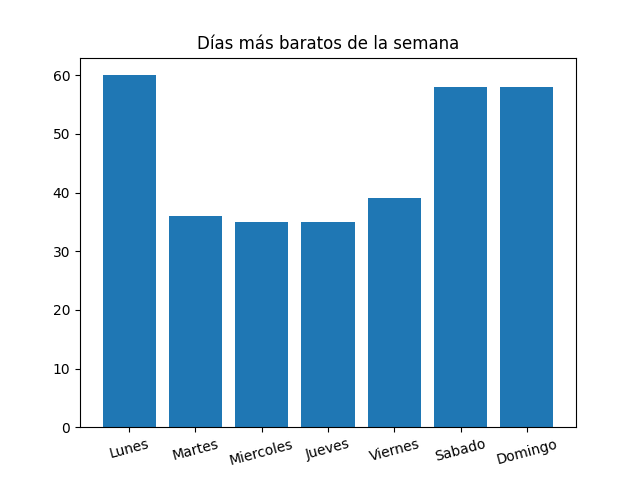 Días más baratos de la semana
60
50
40
30
20
10
0
Lunes
Martes
Miercoles
Jueves
Viernes
Sabado
Domingo